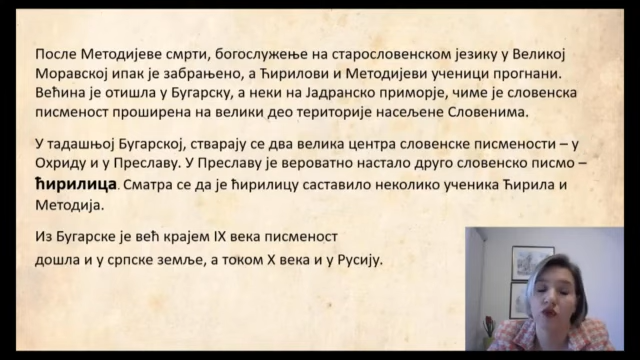 После Методијеве смрти, богослужење на старословенском језику у Великој
Моравској ипак је забрањено, а Ћирилови и Методијеви ученици прогнани.
Већина је отишла у Бугарску, а неки на Јадранско приморје, чиме је словенска
писменост проширена на велики део територије насељене Словенима.
У тадашњој Бугарској, стварају се два велика центра словенске писмености – у
Охриду и у Преславу. У Преславу је вероватно настало друго словенско писмо –
ћирилица. Сматра се да је ћирилицу саставило неколико ученика Ћирила и
Методија.
Из Бугарске је већ крајем IX века писменост
дошла и у српске земље, а током X века и у Русију.